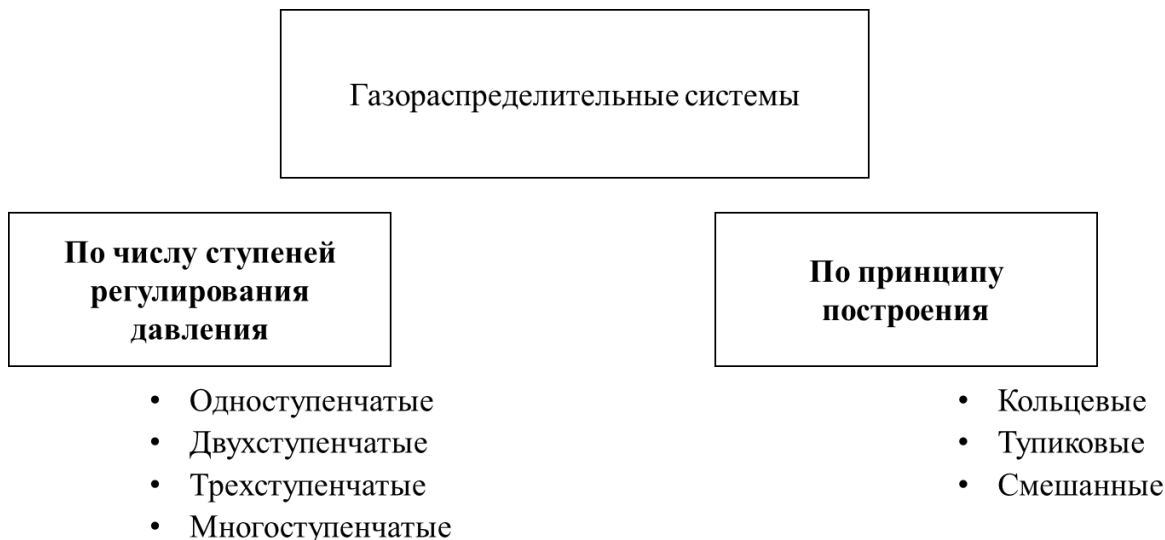 Газораспределительные системы
По числу ступеней
регулирования
давления
• Одноступенчатые
• Двухступенчатые
• Трехступенчатые
• Многоступенчатые
По принципу
построения
• Кольцевые
• Тупиковые
• Смешанные